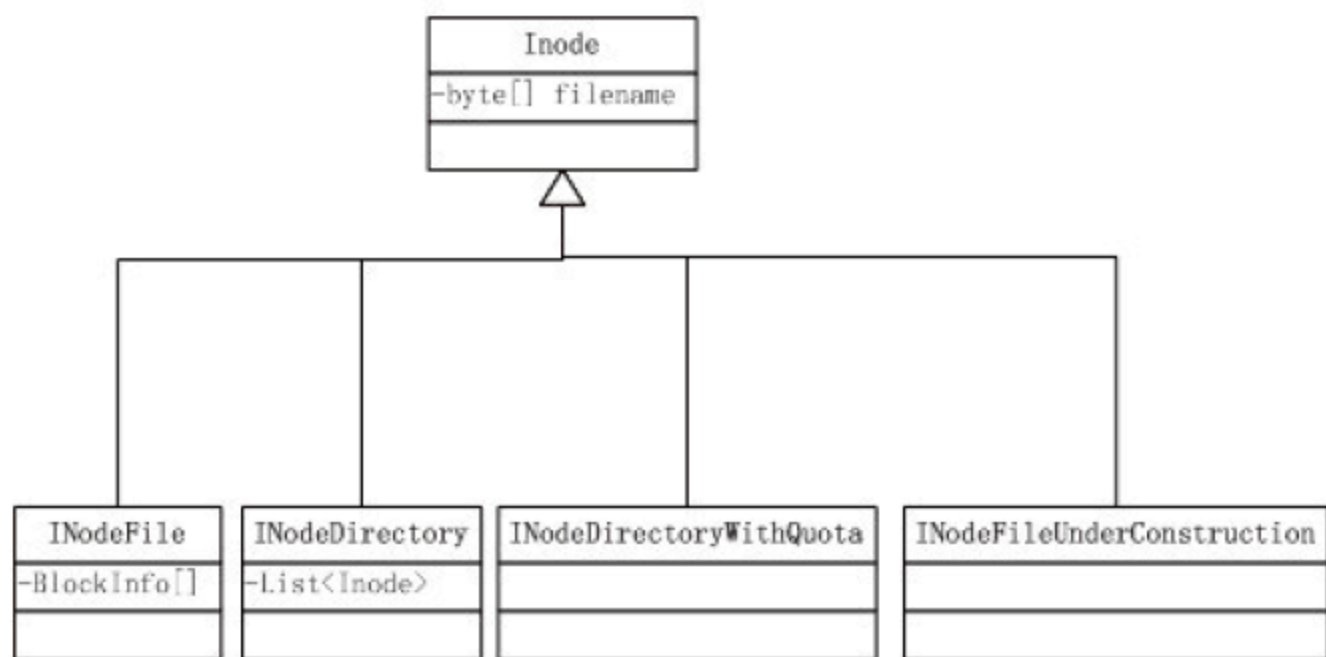 Inode
-byte[] filename
INodeFile
-BlockInfo[]
INodeDirectory
-List<Inode>
INodeDirectoryWithQuota
INodeFileUnderConstruction